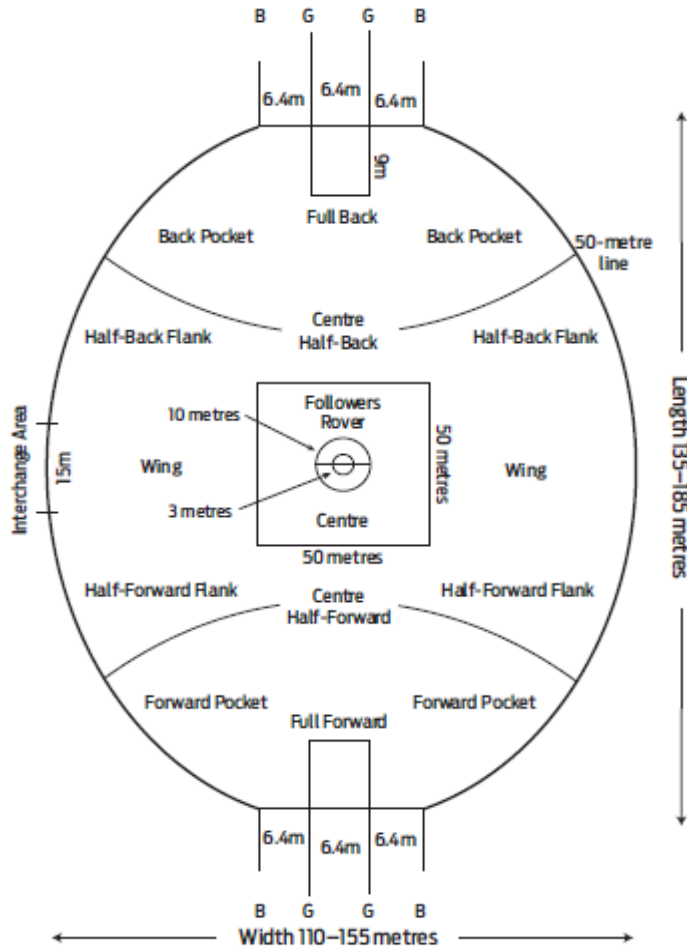 B G G B
6.4m 6.4m 6.4m
9m
Full Back
Back Pocket Back Pocket
50-metre
line
Centre
Half-Back
Half-Back Flank Half-Back Flank
Followers
Rover
10 metres
50 metres
Interchange Area
15m
Wing Wing
3 metres
Centre
50 metres
Length 135–185 metres
Half-Forward Flank Half-Forward Flank
Centre
Half-Forward
Forward Pocket Forward Pocket
Full Forward
6.4m 6.4m 6.4m
B G G B
Width 110–155 metres